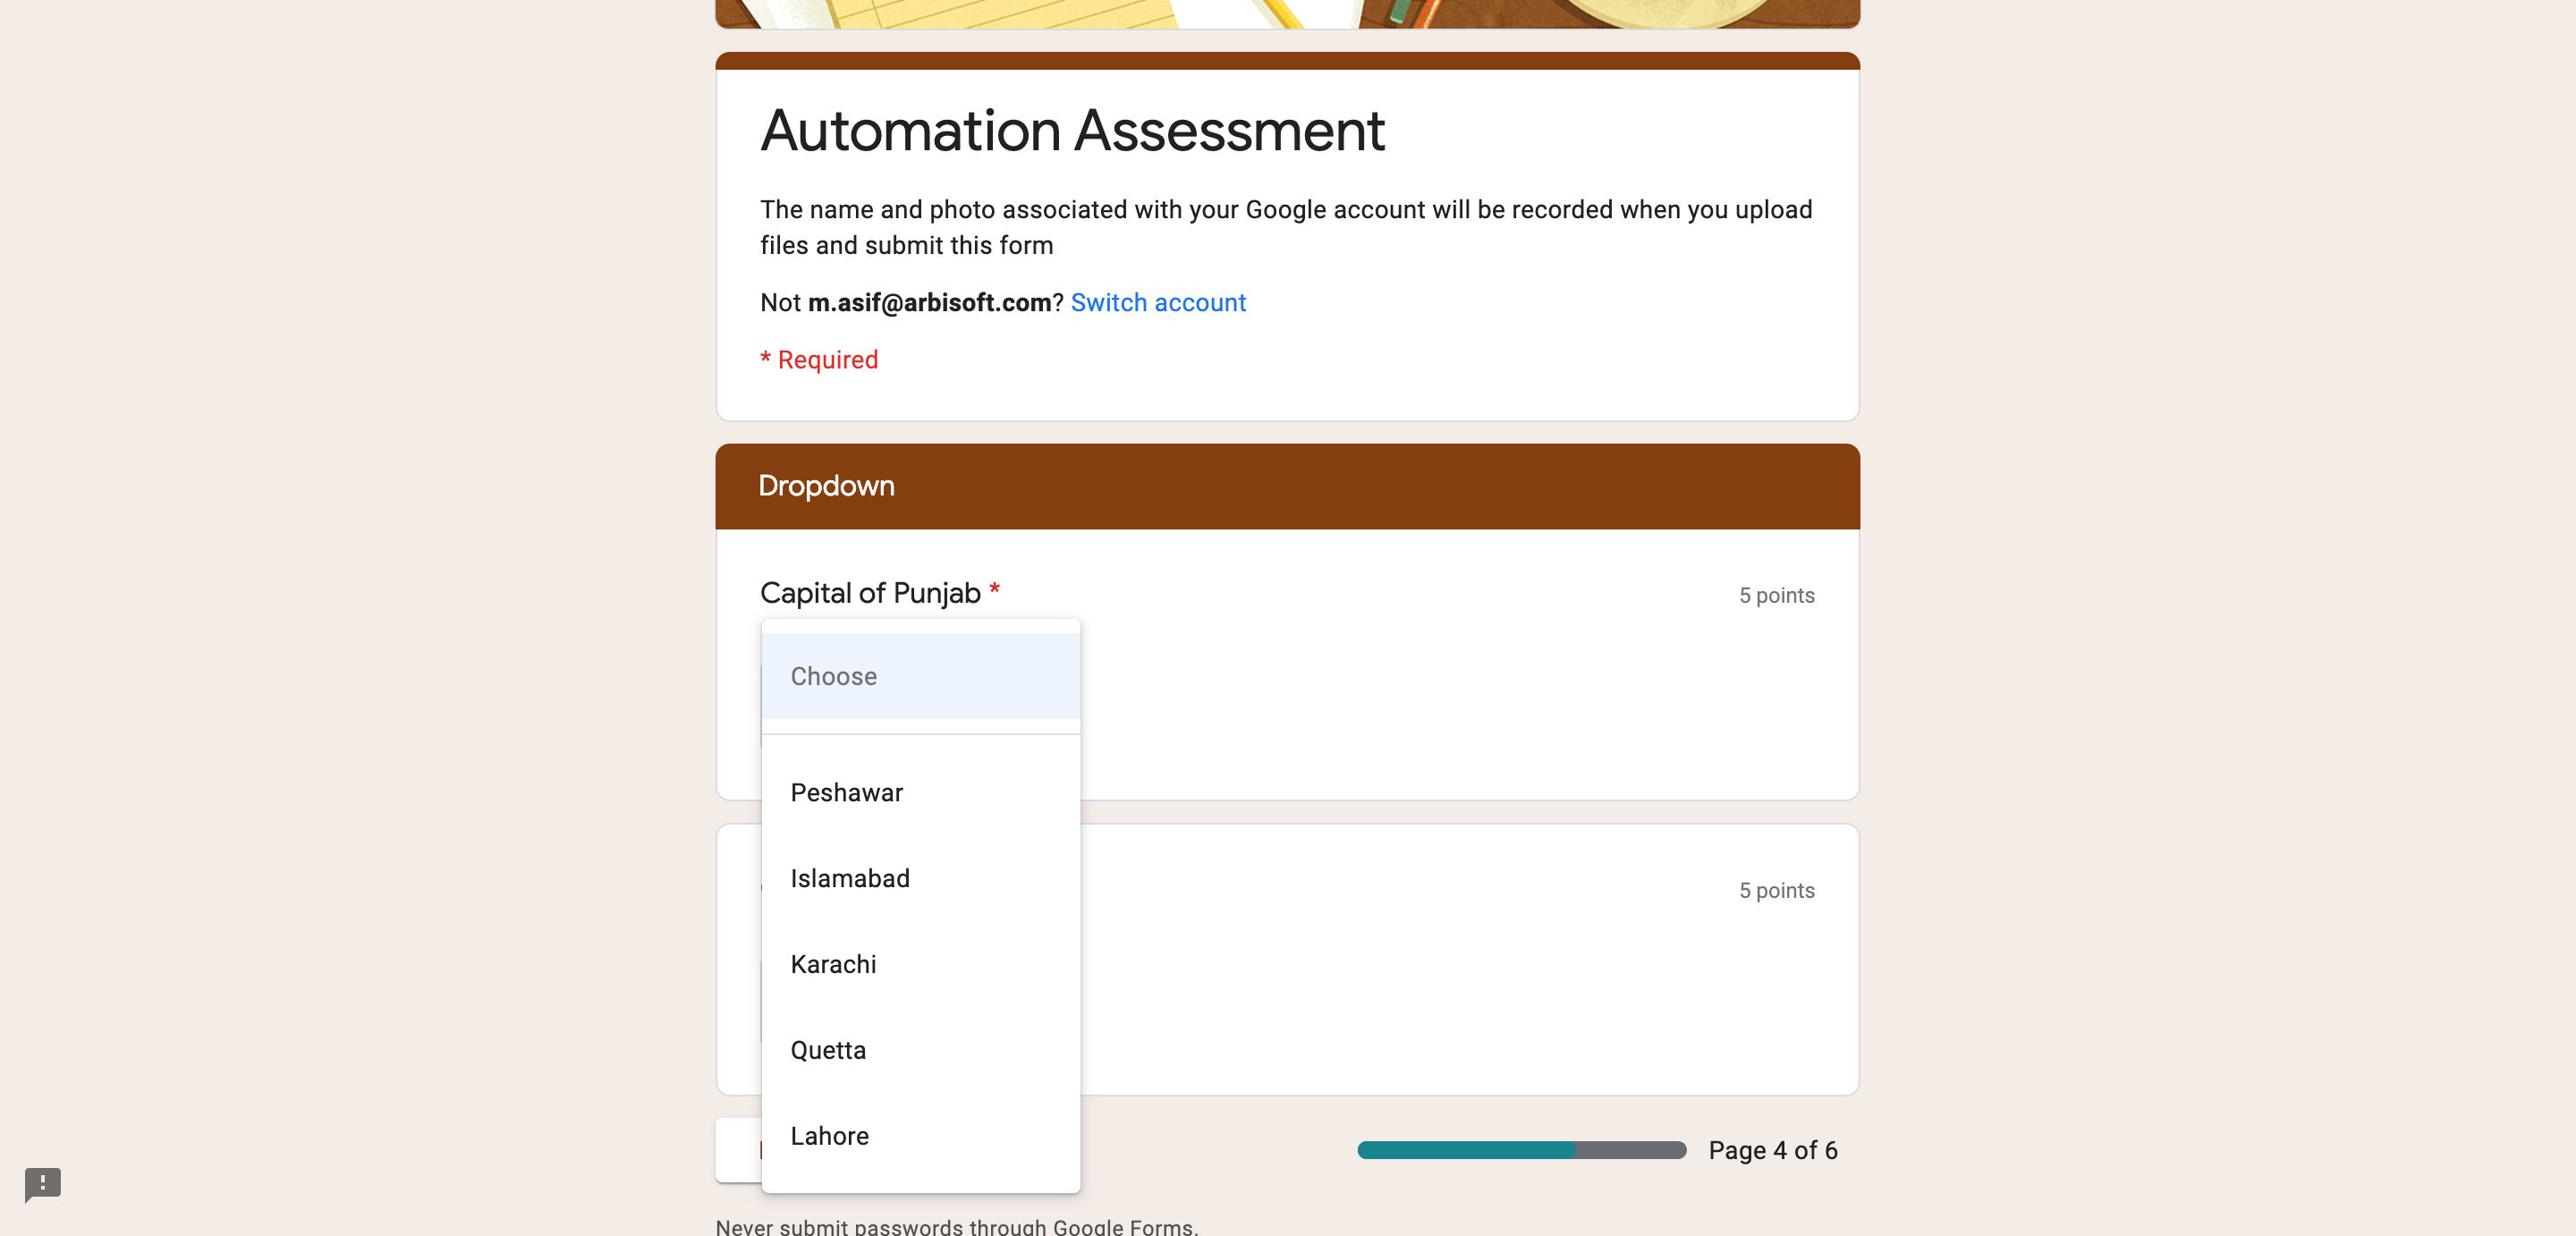 Automation Assessment
The name and photo associated with your Google account will be recorded when you upload
files and submit this form
Not m.asif@arbisoft.com? Switch account
* Required
Dropdown
Capital of Punjab *
5 points
Choose
Peshawar
Islamabad
5 points
Karachi
Quetta
Lahore
Page 4 of 6
Never submit passwords through Google Forms.